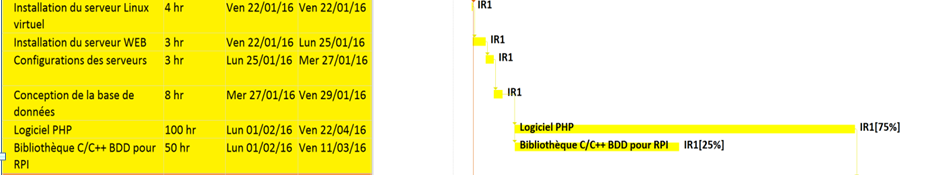 Installation du serveur Linux 4 hr Ven 22/01/16 Ven 22/01/16 IR1
virtuel
Installation du serveur WEB 3 hr Ven 22/01/16 Lun 25/01/16 IR1
Configurations des serveurs 3 hr Lun 25/01/16 Mer 27/01/16 IR1
Conception de la base de 8 hr Mer 27/01/16 Ven 29/01/16 IR1
données
Logiciel PHP 100 hr Lun 01/02/16 Ven 22/04/16 Logiciel PHP IR1[75%]
Bibliothèque C/C++ BDD pour 50 hr Lun 01/02/16 Ven 11/03/16 Bibliothèque C/C++ BDD pour RPI IR1[25%]
RPI